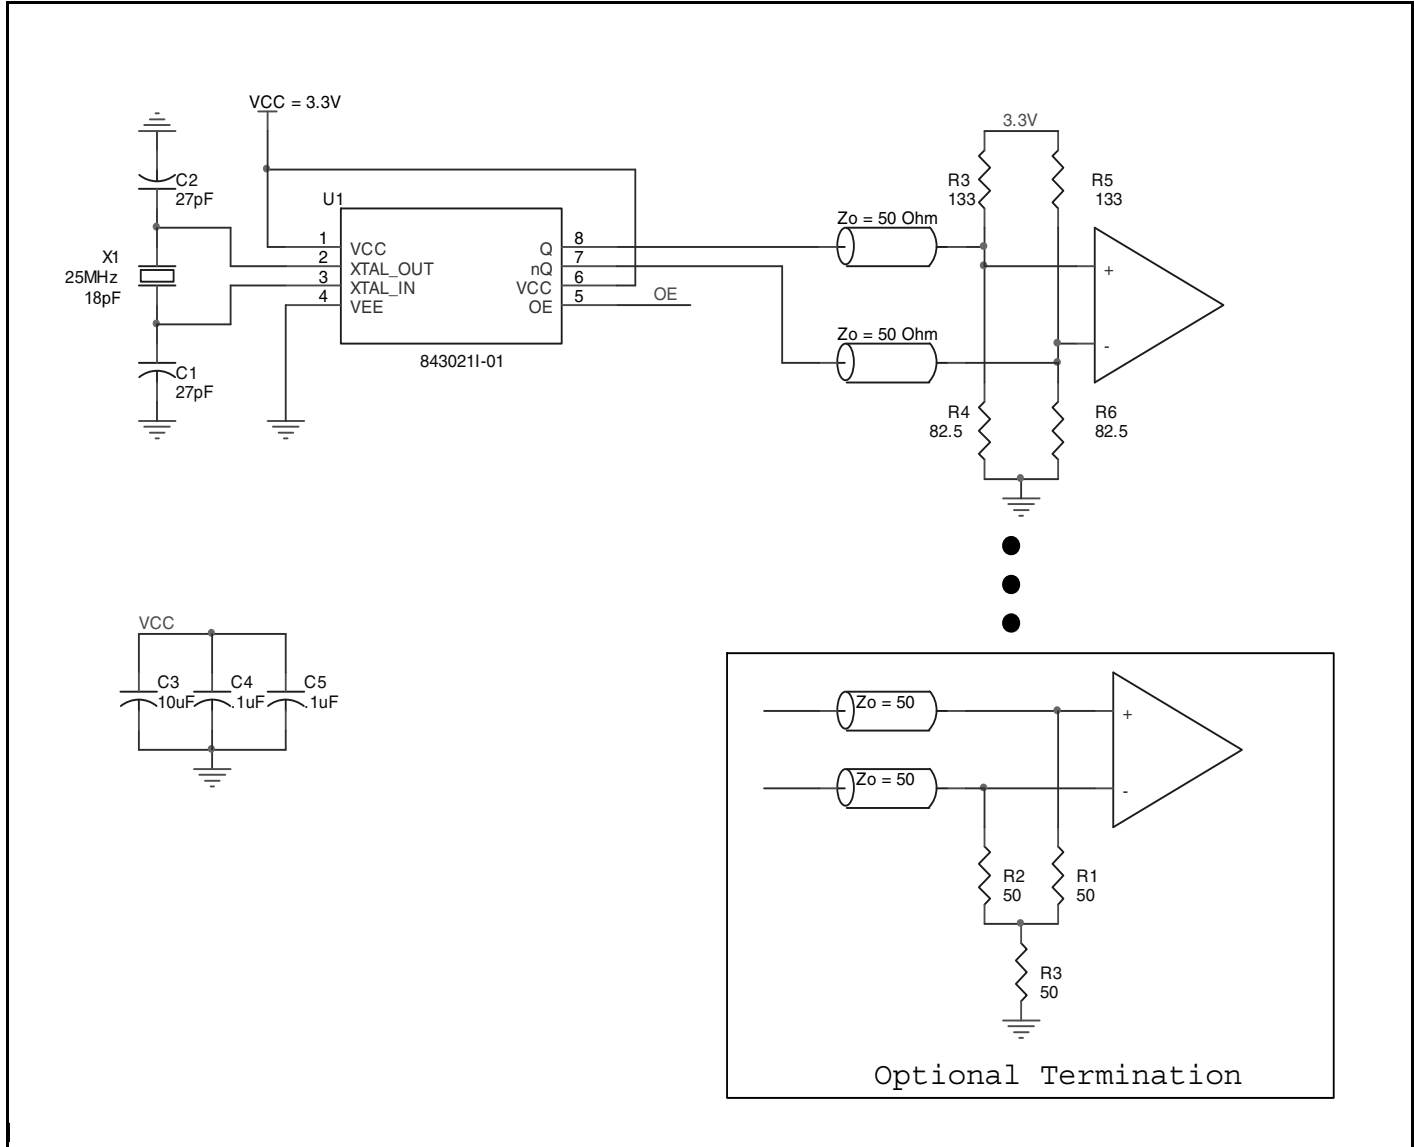 VCC = 3.3V
3.3V
C2
27pF
U1
R3
133
R5
133
Zo = 50 Ohm
X1
25MHz
18pF
1
2
3
4
VCC
XTAL_OUT
XTAL_IN
VEE
Q
nQ
VCC
OE
8
7
6
5
OE
+
-
Zo = 50 Ohm
843021I-01
C1
27pF
R4
82.5
R6
82.5
VCC
C3
10uF
C4
.1uF
C5
.1uF
Zo = 50
+
Zo = 50
-
R2
50
R1
50
R3
50
Optional Termination